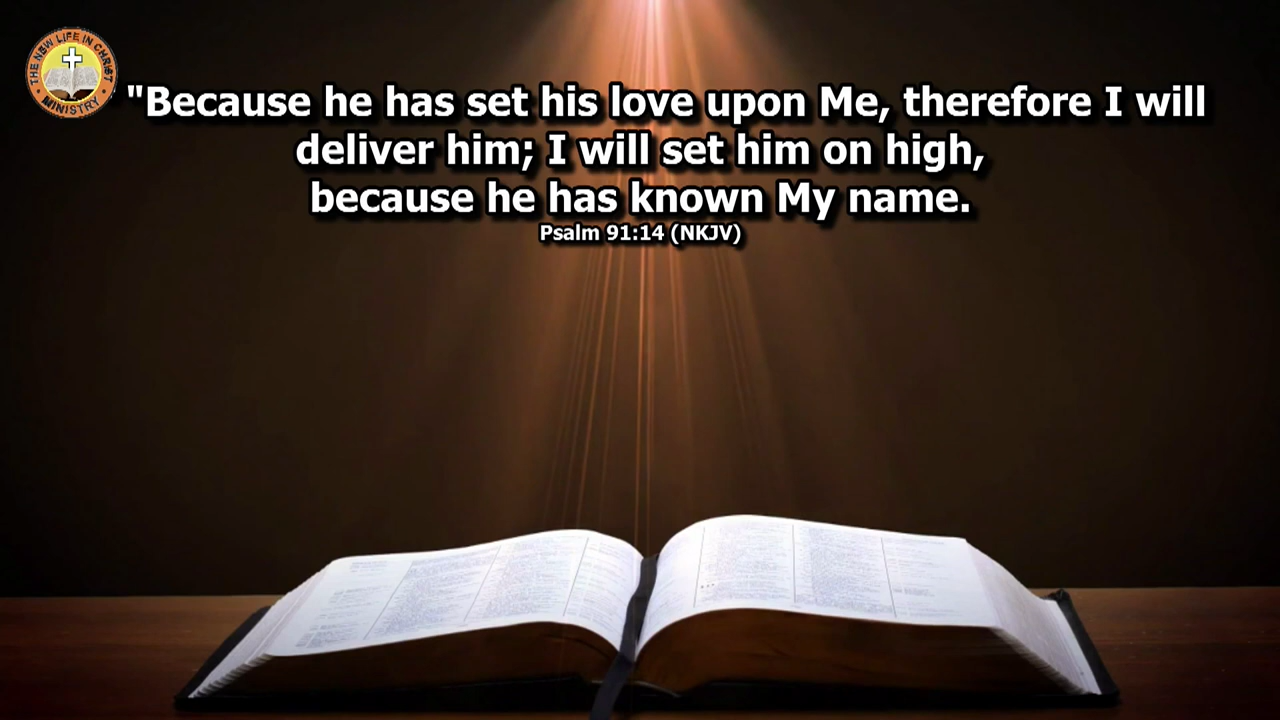 THE NEW LIFE IN CHRIST
MINISTRY
"Because he has set his love upon Me, therefore I will
deliver him; I will set him on high,
because he has known My name.
Psalm 91:14 (NKJV)